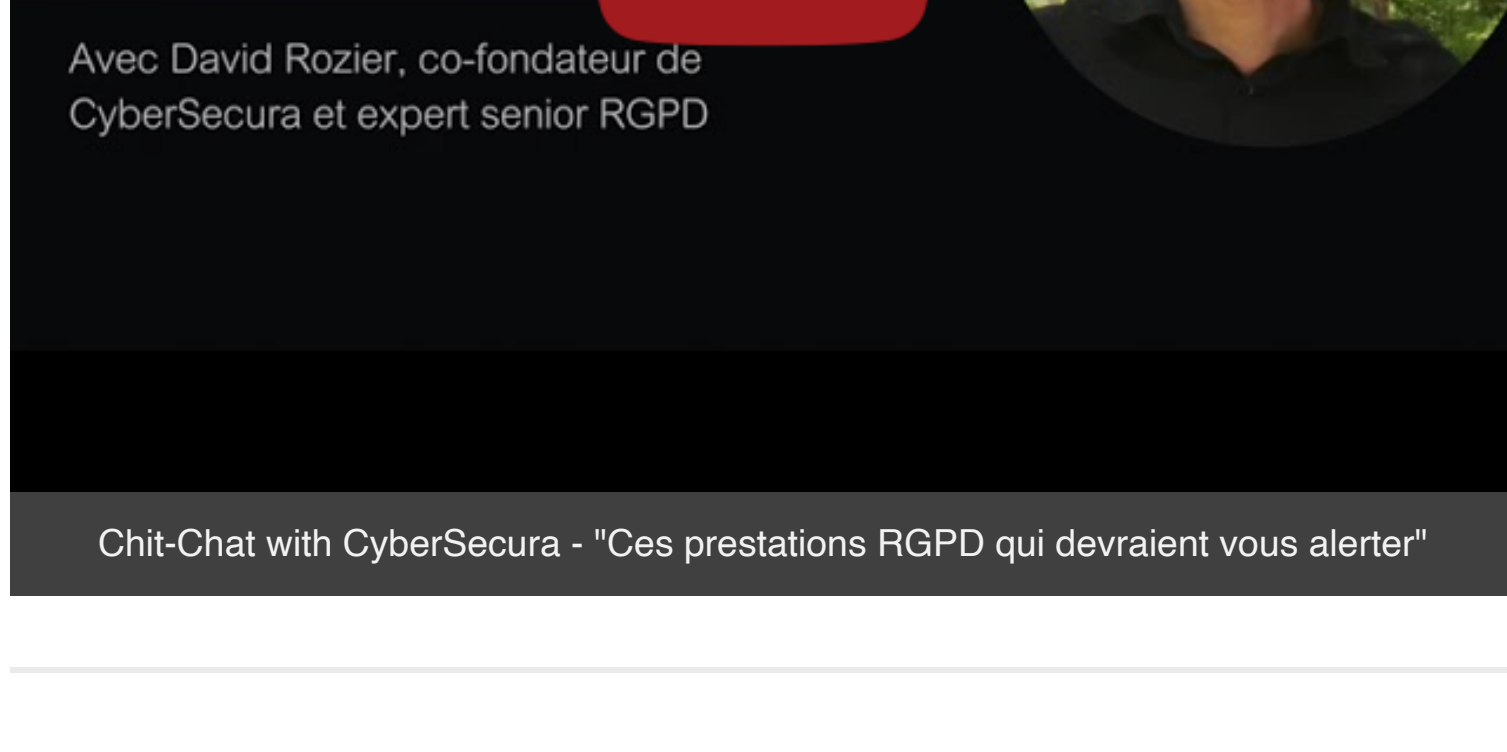 Avec David Rozier, co-fondateur de
CyberSecura et expert senior RGPD
Chit-Chat with CyberSecura - "Ces prestations RGPD qui devraient vous alerter"